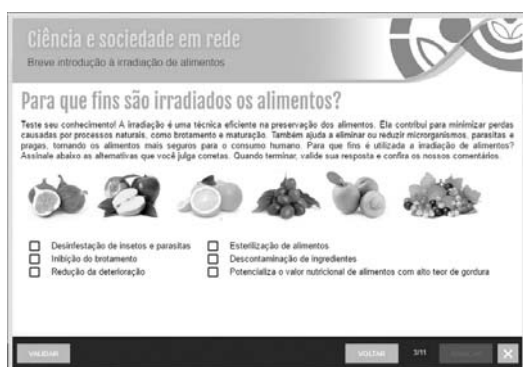 Ciência e sociedade em rede
Breve introdução à irradiação de alimentos
Para que fins são irradiados os alimentos?
Teste seu conhecimento! A irradiação é uma técnica eficiente na preservação dos alimentos. Ela contribui para minimizar perdas
causadas por processos naturais, como brotamento e maturação. Também ajuda a eliminar ou reduzir microrganismos, parasitas e
pragas, tornando os alimentos mais seguros para o consumo humano. Para que fins é utilizada a irradiação de alimentos?
Assinale abaixo as alternativas que você julga corretas. Quando terminar, valide sua resposta e confira os nossos comentários.
Desinfestação de insetos e parasitas
Inibição do brotamento
Redução da deterioração
Esterilização de alimentos
Descontaminação de ingredientes
Potencializa o valor nutricional de alimentos com alto teor de gordura
VALIDAR
VOLTAR
3/11
X